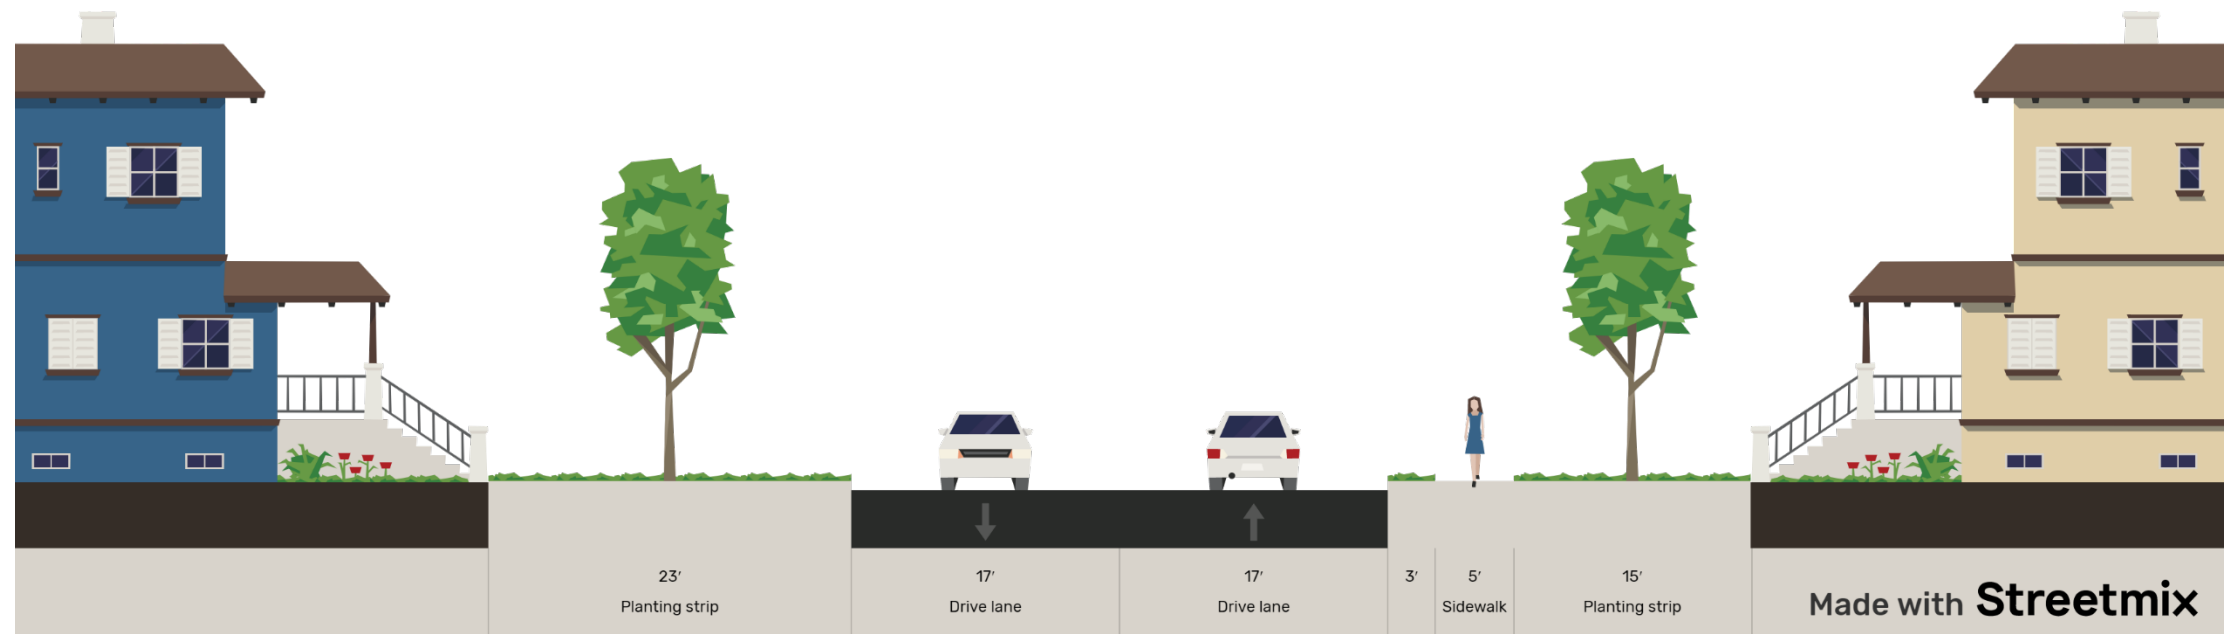 23′
Planting strip
17′
Drive lane
17′
Drive lane
3′
5′
Sidewalk
15′
Planting strip
Made with Streetmix